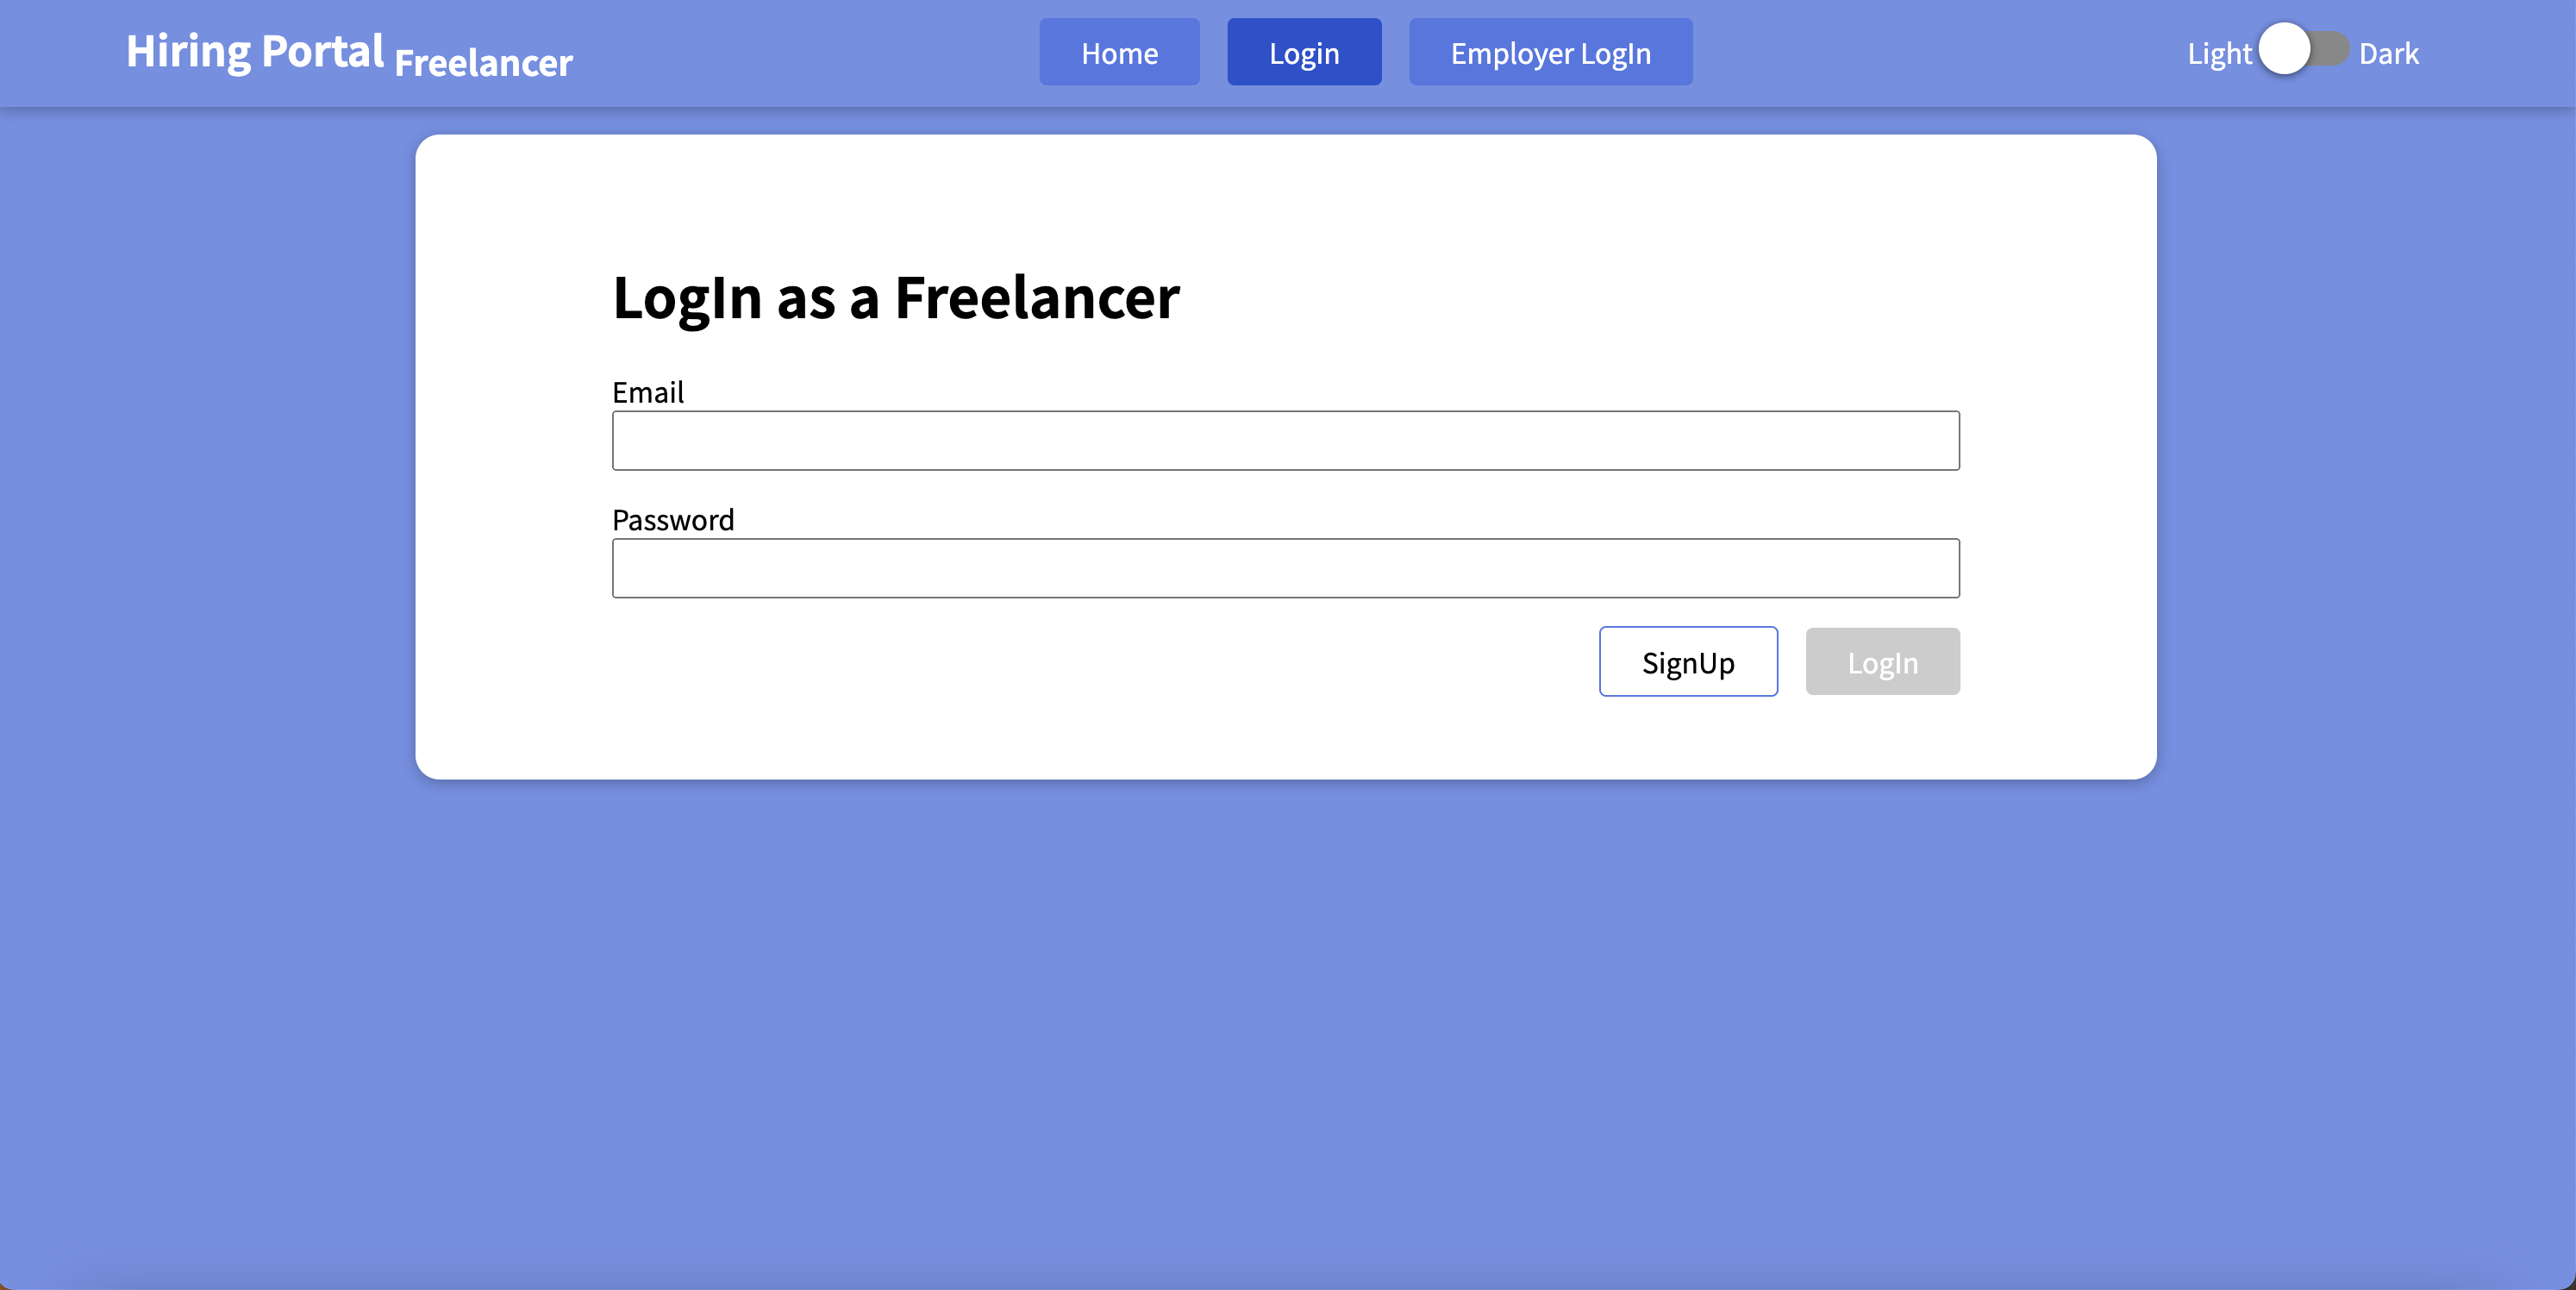 Hiring Portal Freelancer
Home
Login
Employer LogIn
Light
Dark
LogIn as a Freelancer
Email
Password
SignUp
LogIn